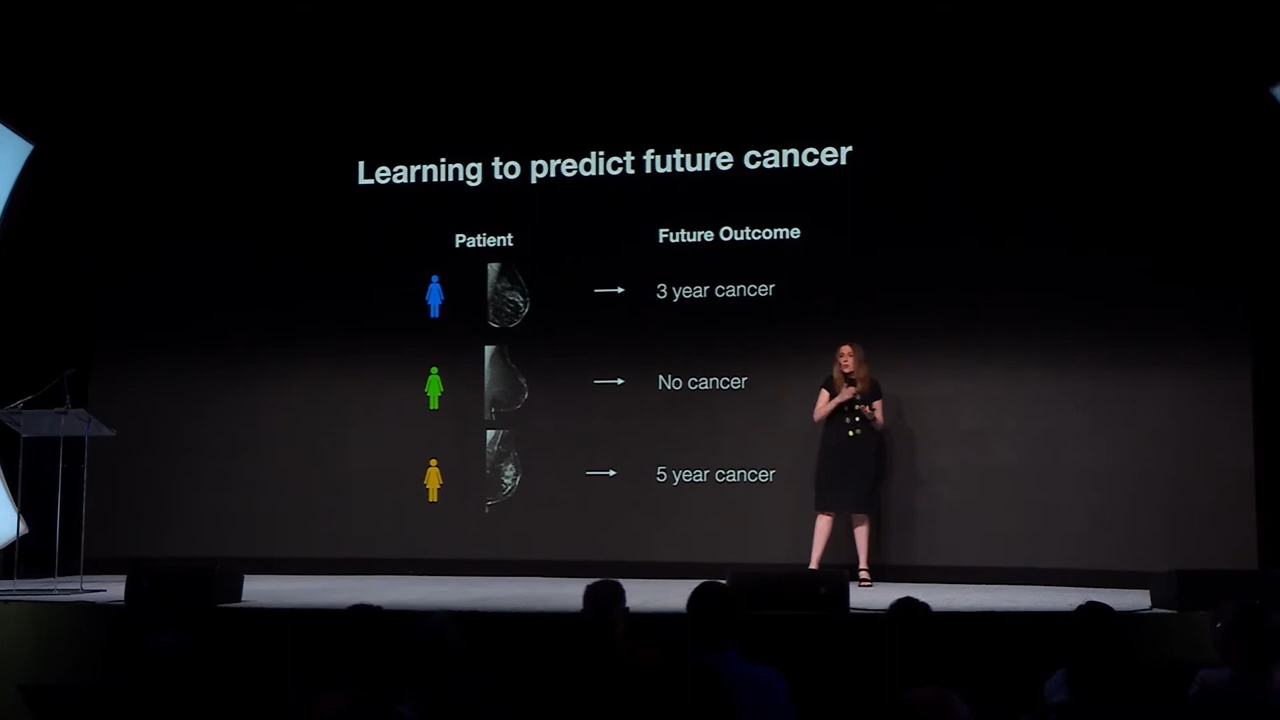 Learning to predict future cancer
Patient Future Outcome
3 year cancer
No cancer
5 year cancer